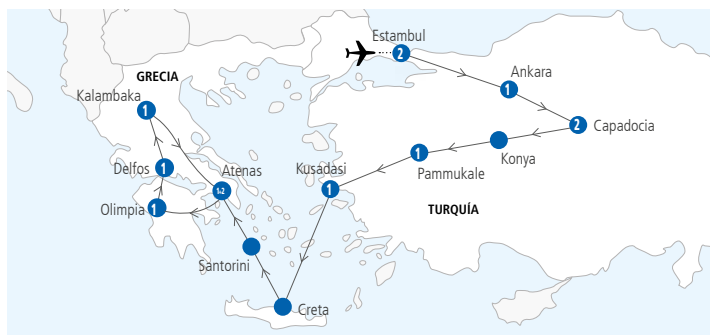 Estambul
2
GRECIA
Ankara
1
Kalambaka
1
2
Capadocia
Konya
1
Pammukale
Delfos
1
Atenas
1+2
Kusadasi
1
Olimpia
1
TURQUÍA
Santorini
Creta